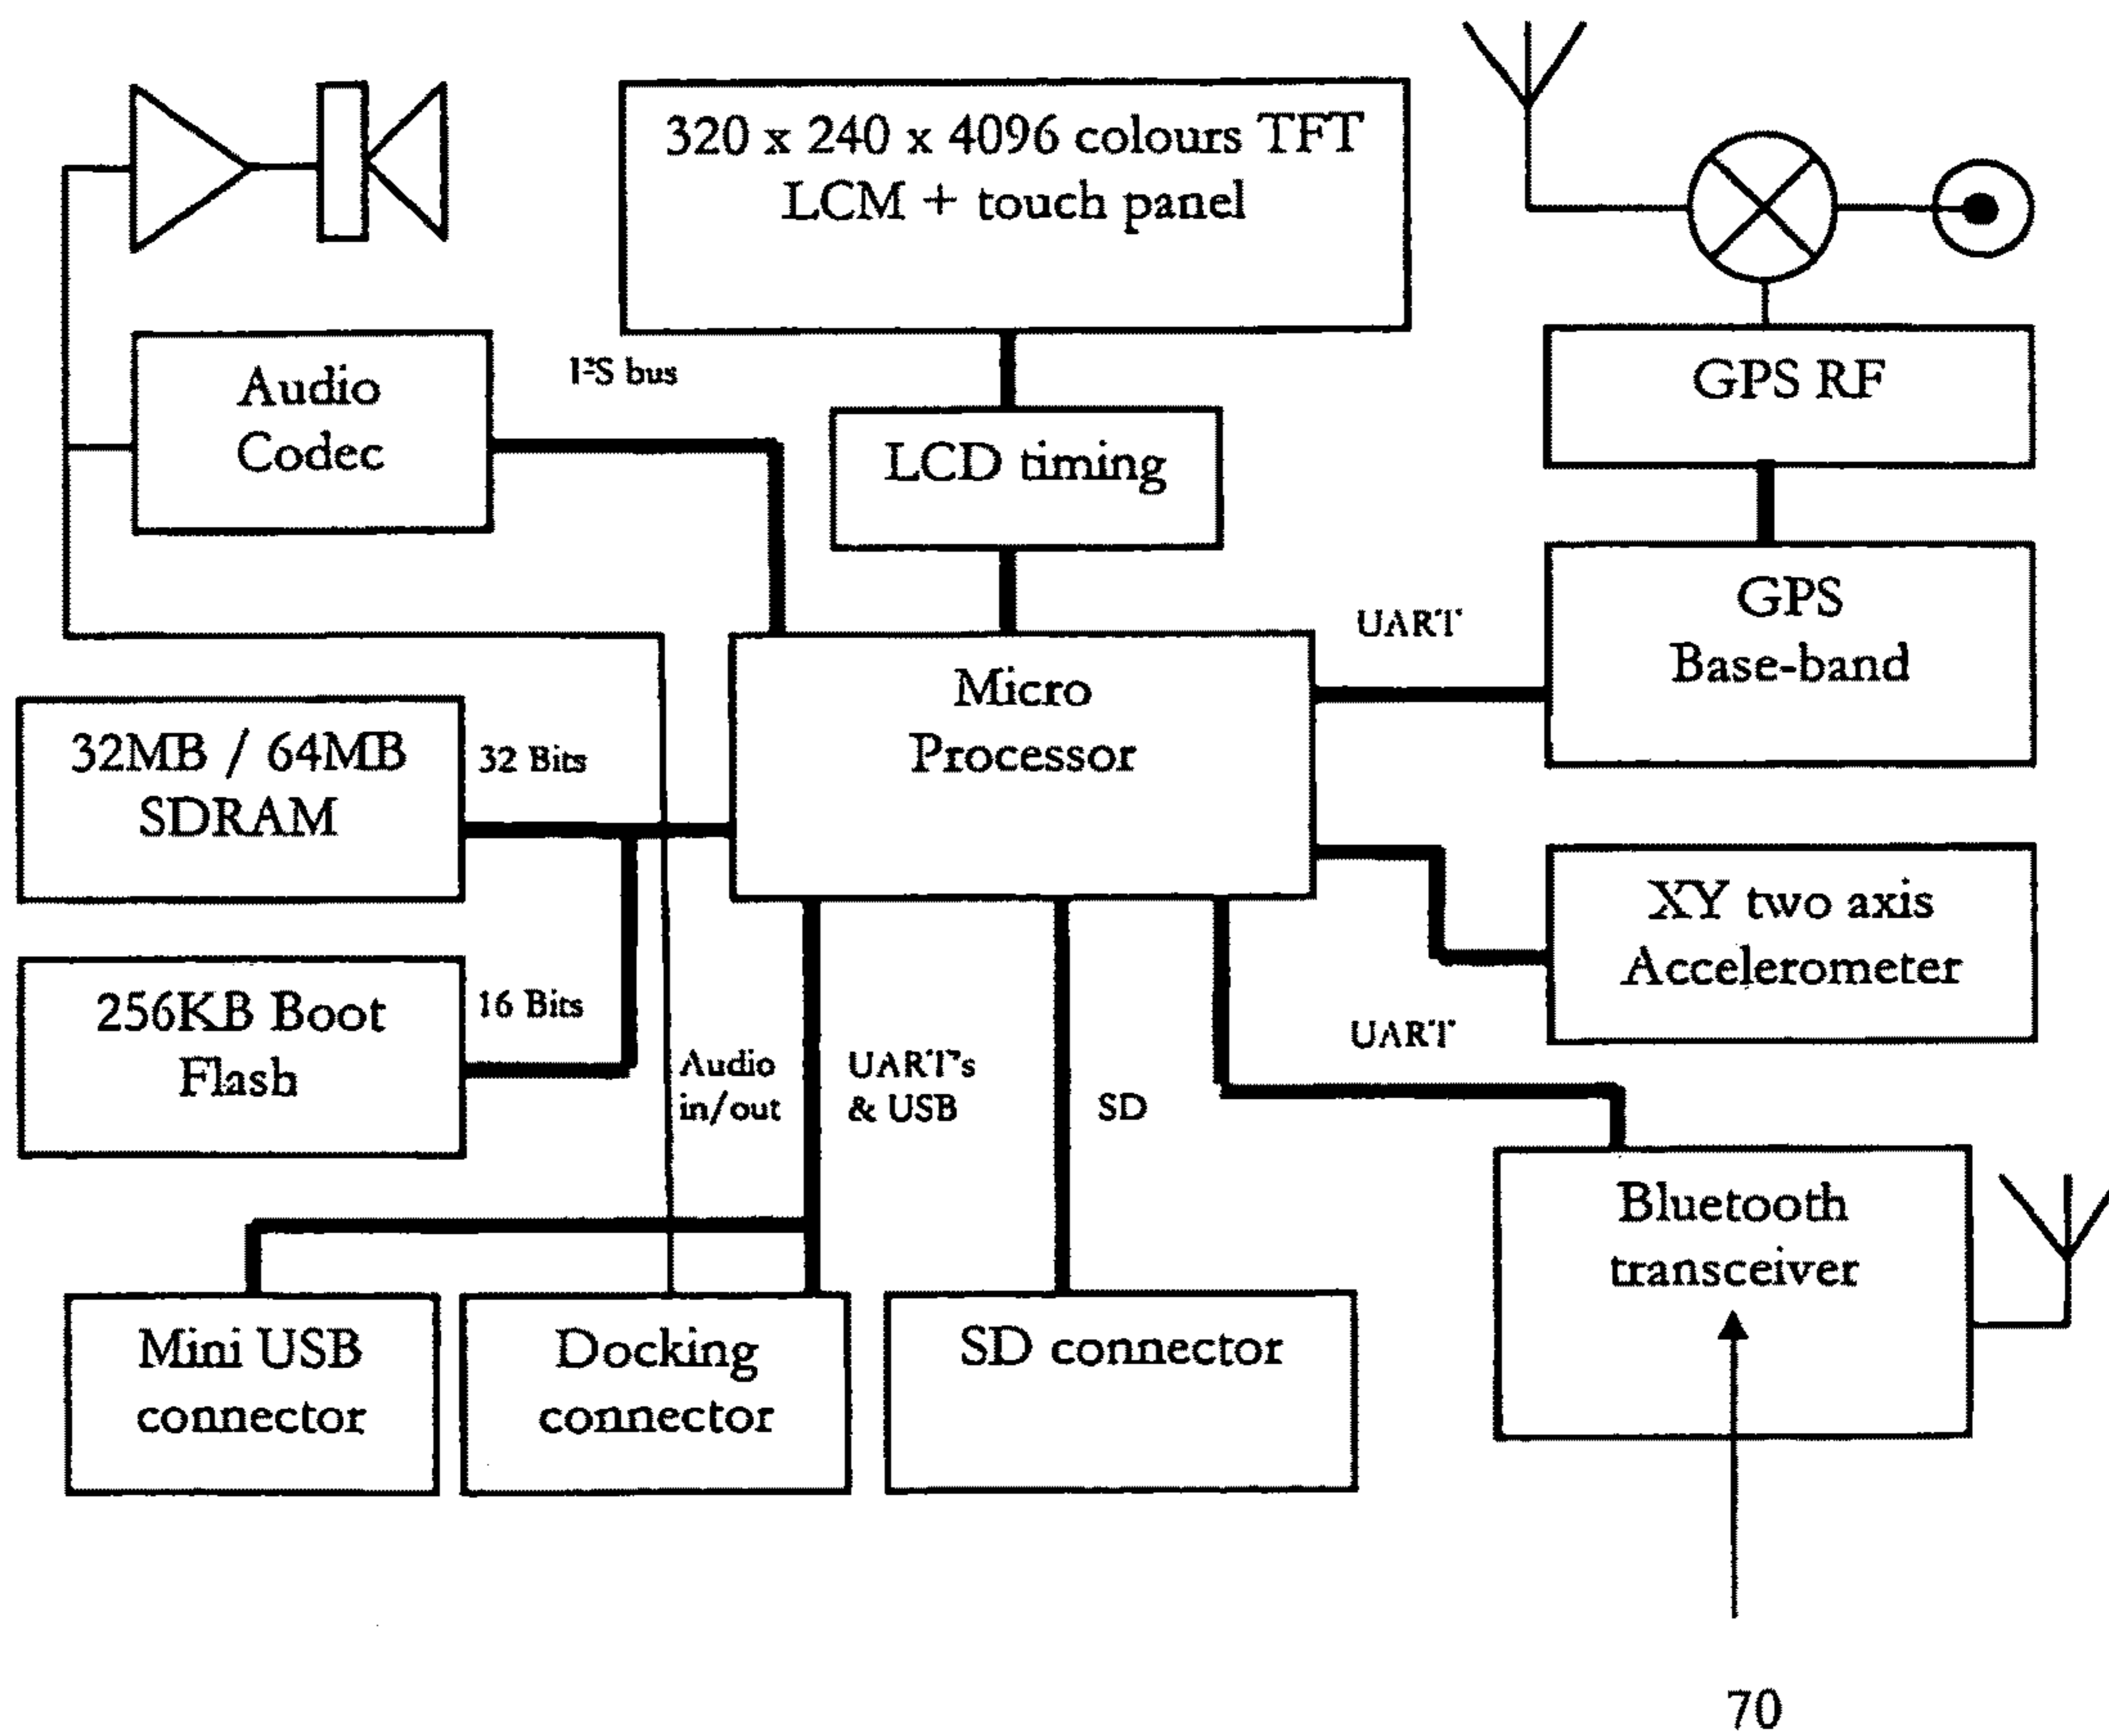 320 x 240 x 4096 colours TFT
LCM + touch panel
Audio
Codec
I²S bus
LCD timing
GPS RF
GPS
Base-band
UART
Micro
Processor
32MB / 64MB
SDRAM
32 Bits
256KB Boot
Flash
16 Bits
XY two axis
Accelerometer
UART
Audio
in/out
UART's
& USB
SD
Mini USB
connector
Docking
connector
SD connector
Bluetooth
transceiver
70